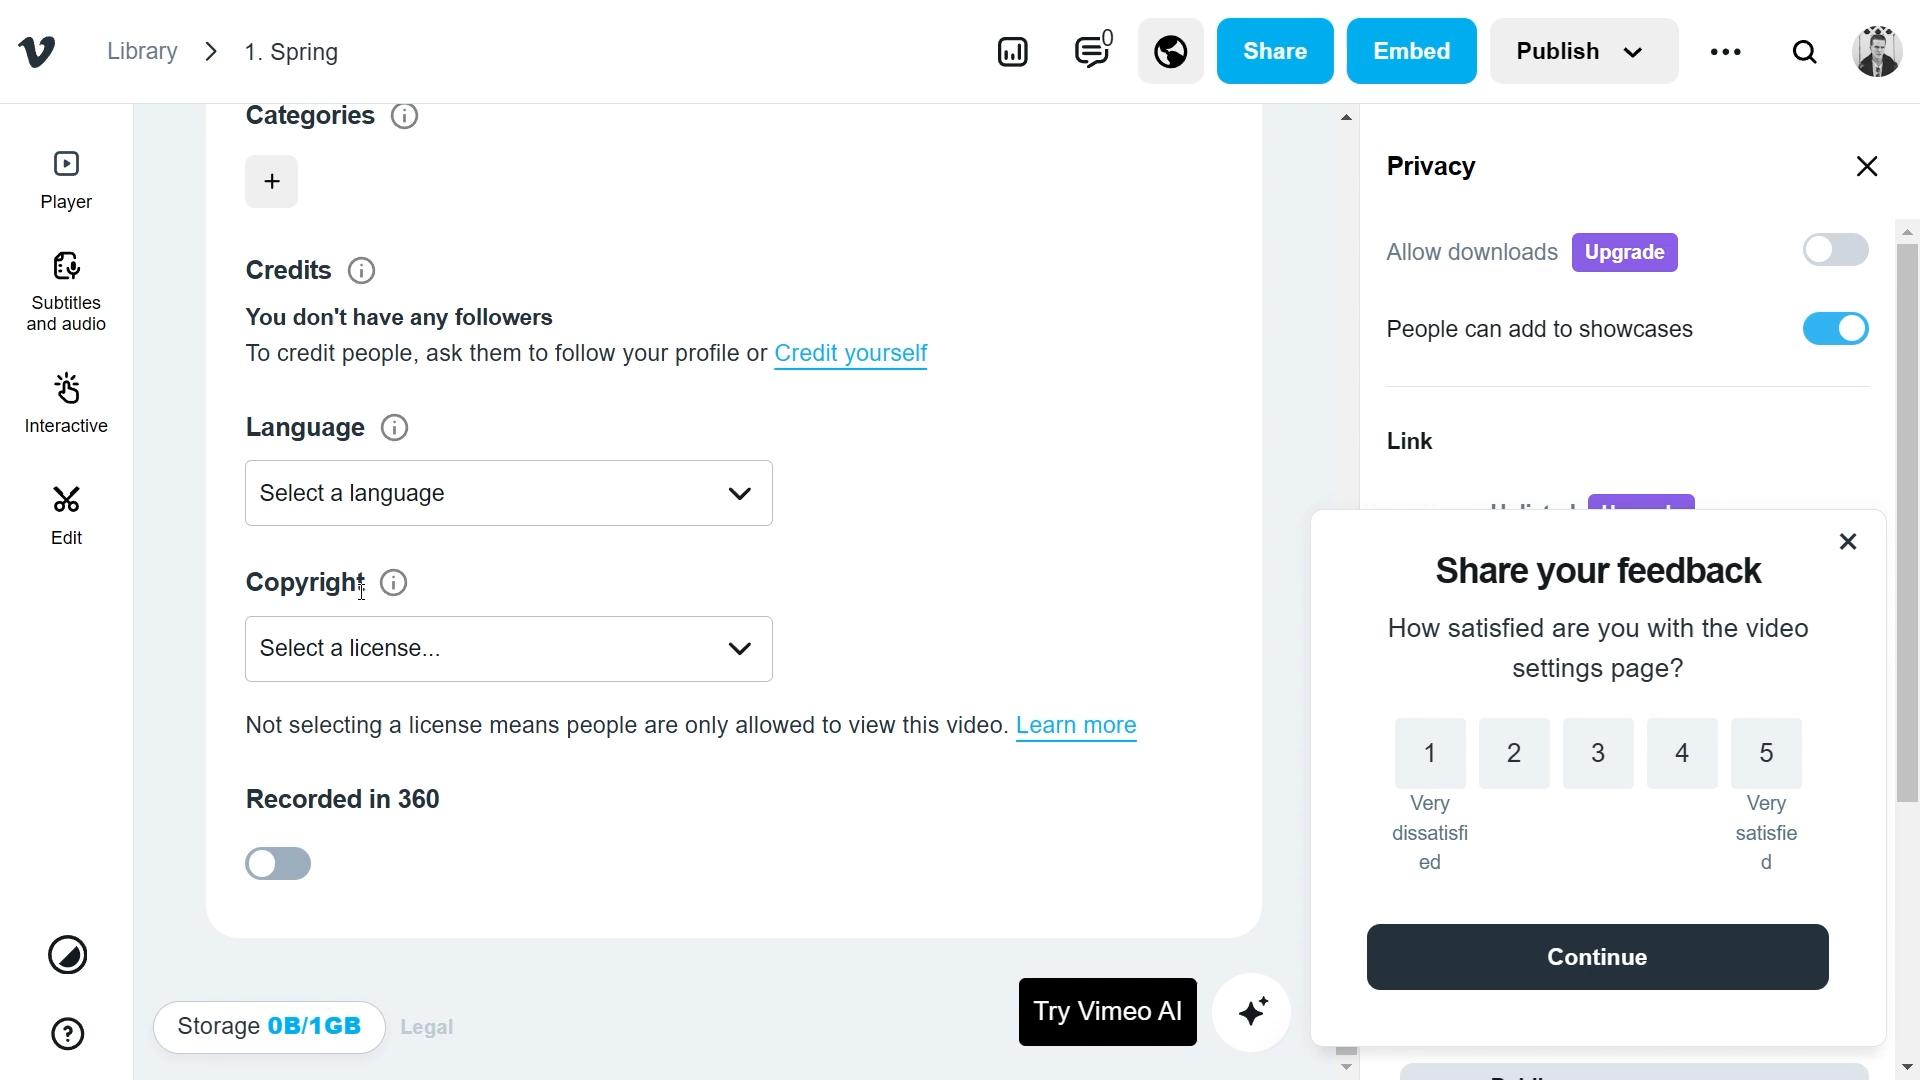 Library
1. Spring
0
Share
Embed
Publish
Player
Subtitles
and audio
Interactive
Edit
Categories
+
Credits
You don't have any followers
To credit people, ask them to follow your profile or Credit yourself
Language
Select a language
Copyright
Select a license...
Not selecting a license means people are only allowed to view this video. Learn more
Recorded in 360
Storage 0B/1GB
Legal
Try Vimeo AI
Privacy
Allow downloads
Upgrade
People can add to showcases
Link
Share your feedback
How satisfied are you with the video
settings page?
1 2 3 4 5
Very
dissatisfi
ed
Very
satisfie
d
Continue